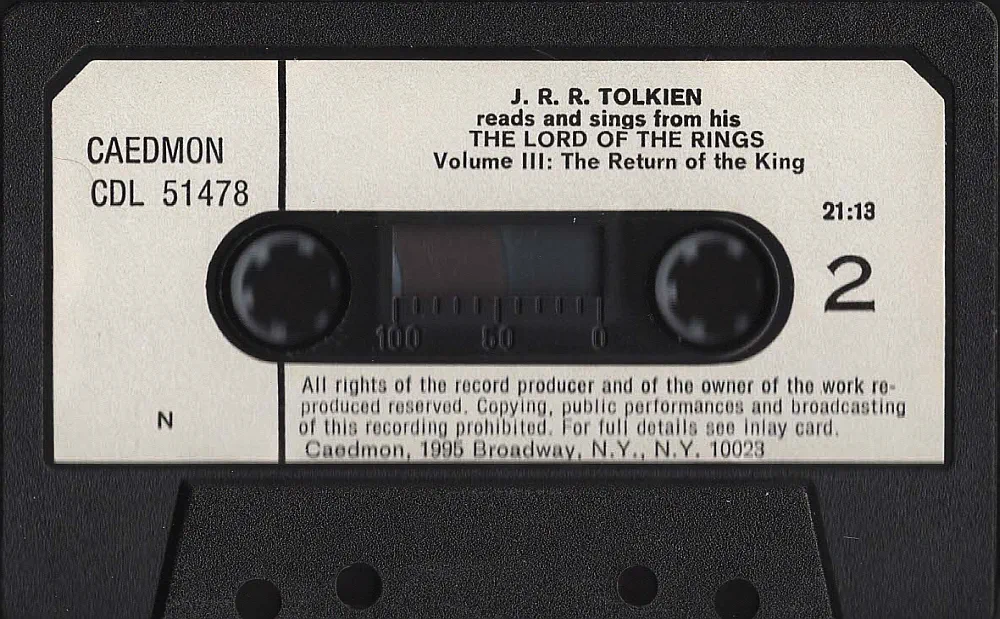 J. R. R. TOLKIEN
reads and sings from his
THE LORD OF THE RINGS
Volume III: The Return of the King
CAEDMON
CDL 51478
21:13
2
100 50 0
N
All rights of the record producer and of the owner of the work re-
produced reserved. Copying, public performances and broadcasting
of this recording prohibited. For full details see inlay card.
Caedmon, 1995 Broadway, N.Y., N.Y. 10023